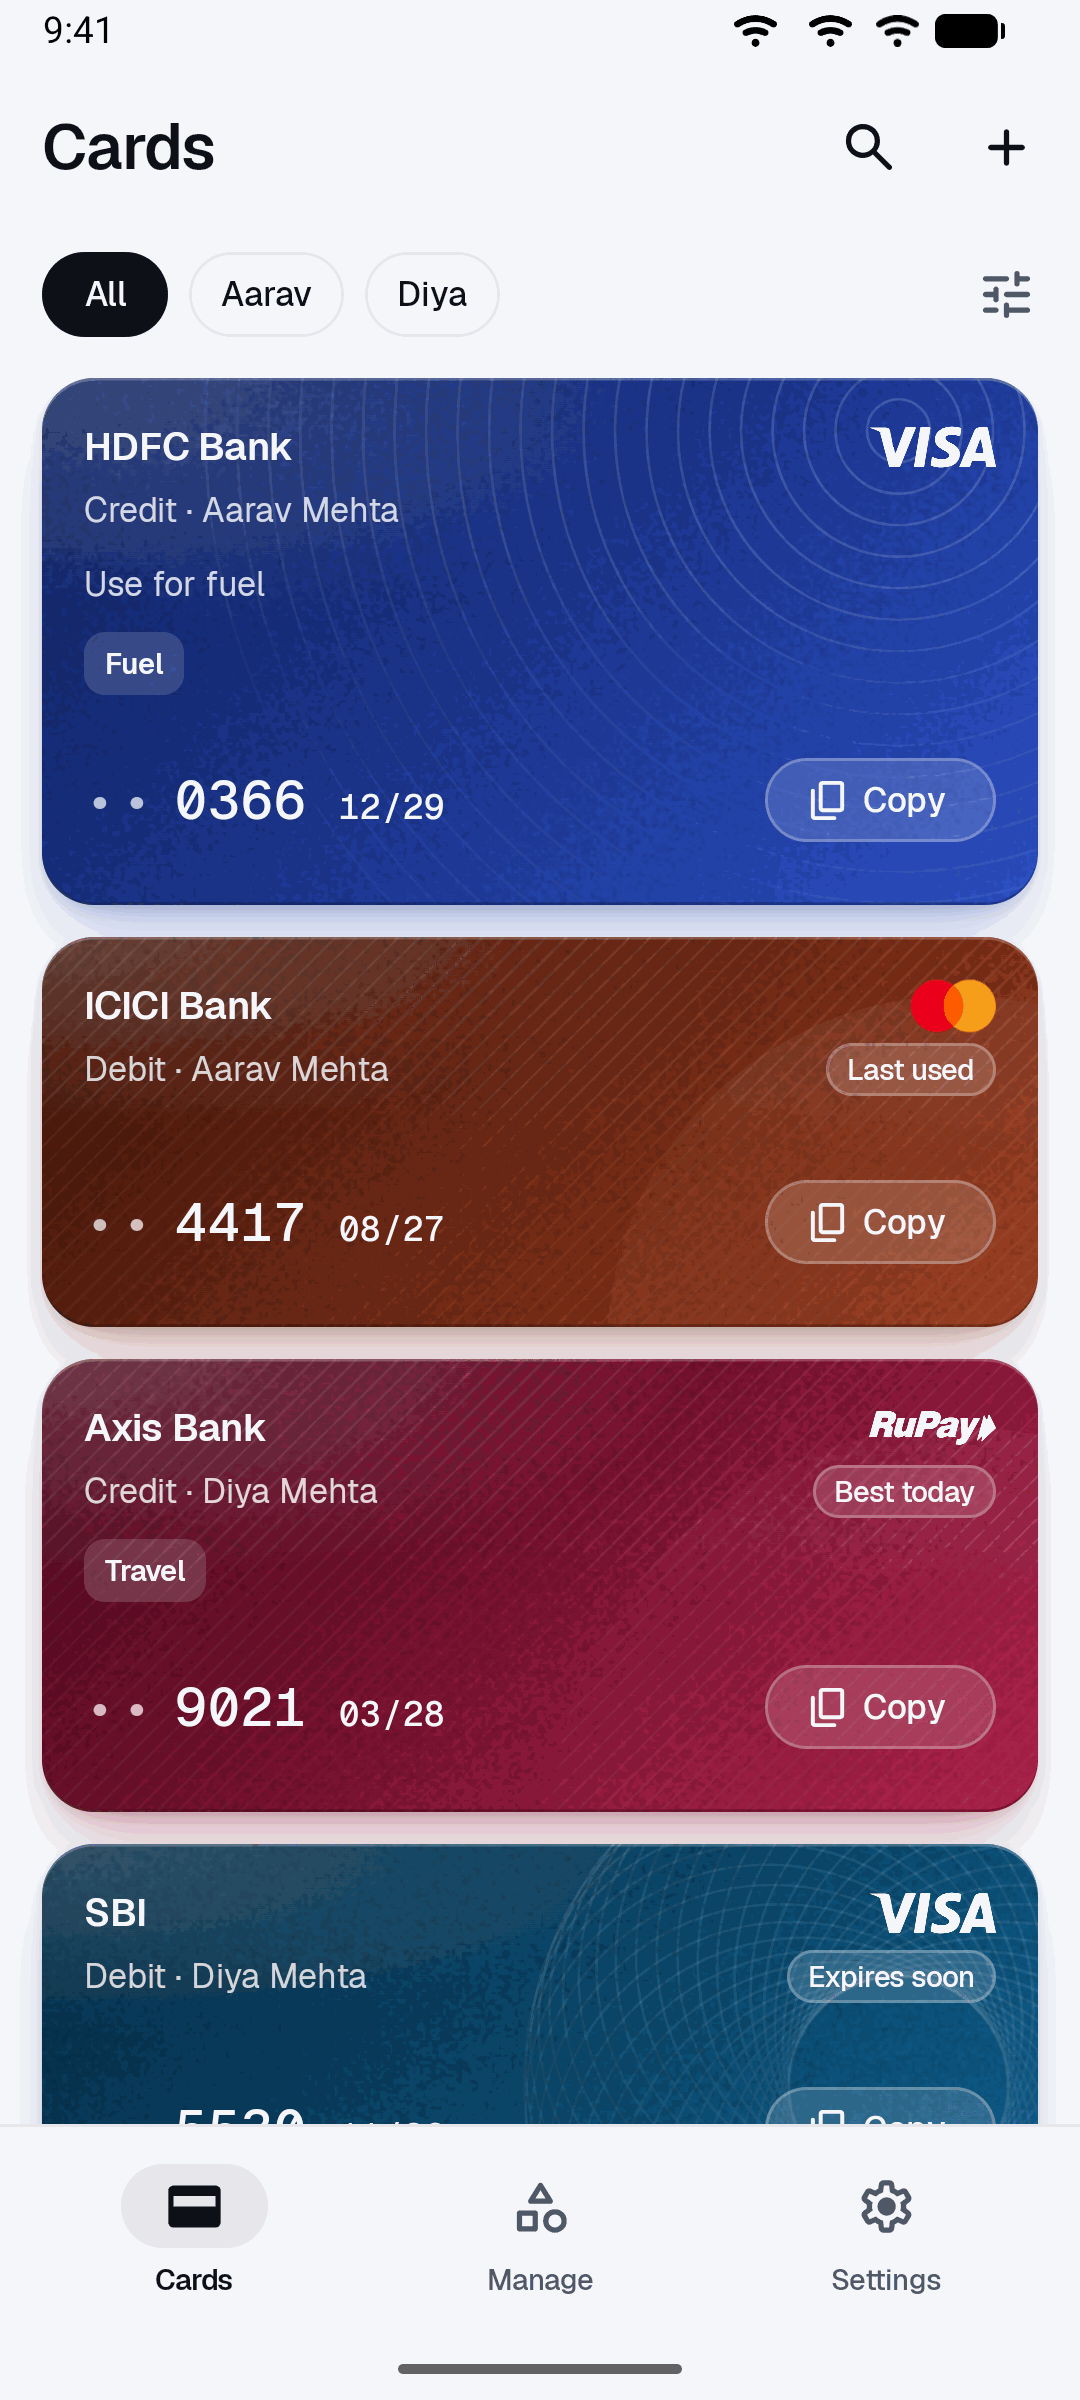 9:41
Cards
All Aarav Diya
HDFC Bank VISA
Credit · Aarav Mehta
Use for fuel
Fuel
•• 0366 12/29 Copy
ICICI Bank
Debit · Aarav Mehta Last used
•• 4417 08/27 Copy
Axis Bank RuPay
Credit · Diya Mehta Best today
Travel
•• 9021 03/28 Copy
SBI VISA
Debit · Diya Mehta Expires soon
Copy
Cards Manage Settings